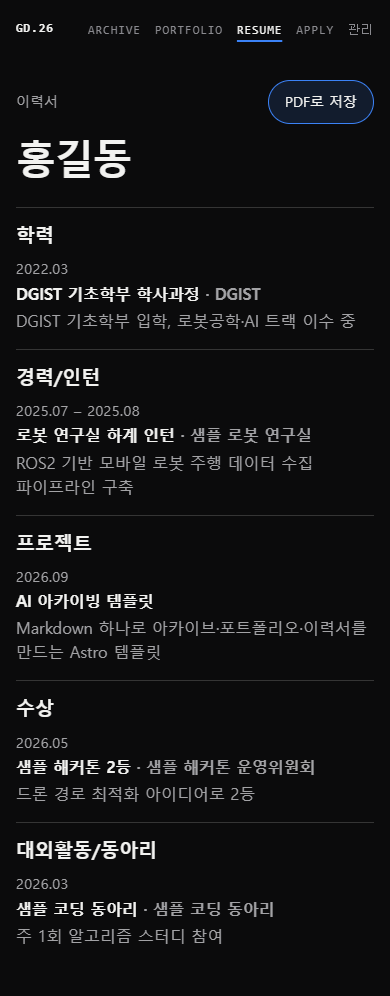 GD.26 ARCHIVE PORTFOLIO RESUME APPLY 관리
이력서 PDF로 저장
홍길동
학력
2022.03
DGIST 기초학부 학사과정 · DGIST
DGIST 기초학부 입학, 로봇공학·AI 트랙 이수 중
경력/인턴
2025.07 – 2025.08
로봇 연구실 하계 인턴 · 샘플 로봇 연구실
ROS2 기반 모바일 로봇 주행 데이터 수집
파이프라인 구축
프로젝트
2026.09
AI 아카이빙 템플릿
Markdown 하나로 아카이브·포트폴리오·이력서를
만드는 Astro 템플릿
수상
2026.05
샘플 해커톤 2등 · 샘플 해커톤 운영위원회
드론 경로 최적화 아이디어로 2등
대외활동/동아리
2026.03
샘플 코딩 동아리 · 샘플 코딩 동아리
주 1회 알고리즘 스터디 참여